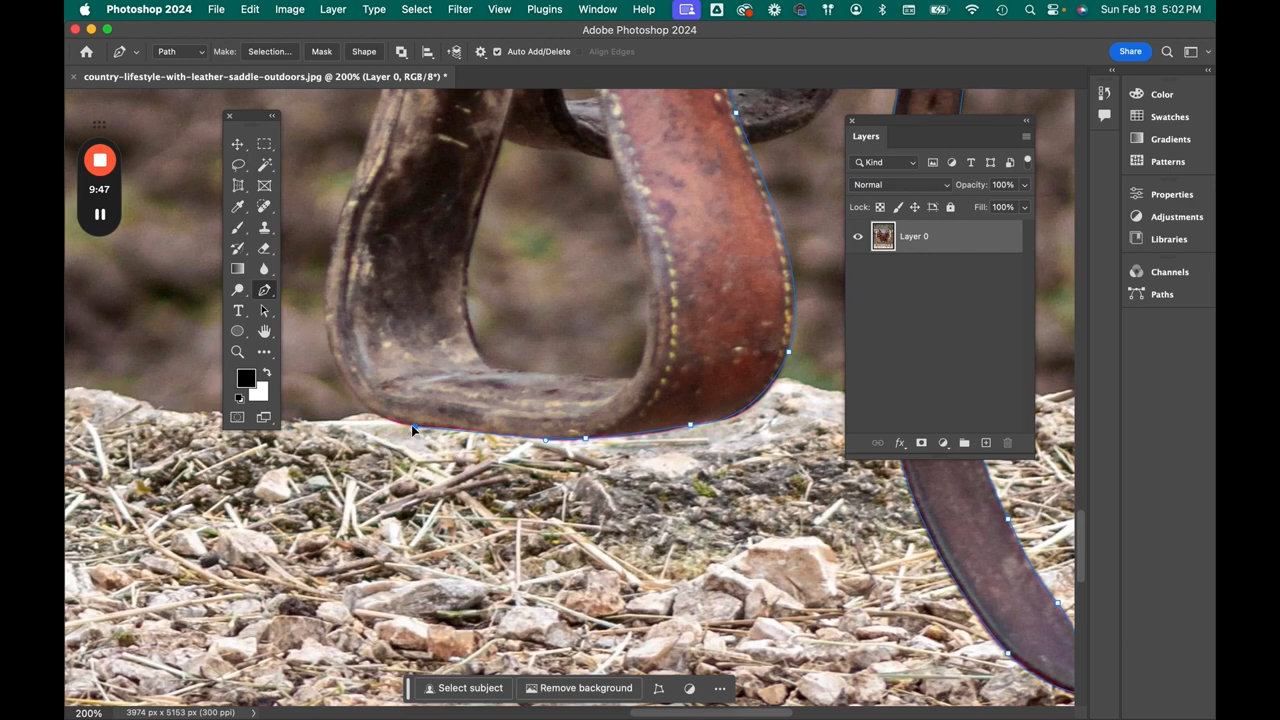 Photoshop 2024 File Edit Image Layer Type Select Filter View Plugins Window Help Sun Feb 18 5:02 PM
Adobe Photoshop 2024
Path Make: Selection... Mask Shape Auto Add/Delete Align Edges Share
country-lifestyle-with-leather-saddle-outdoors.jpg @ 200% (Layer 0, RGB/8*) *
9:47
Layers
Kind
Normal Opacity: 100%
Lock: Fill: 100%
Layer 0
Color
Swatches
Gradients
Patterns
Properties
Adjustments
Libraries
Channels
Paths
Select subject Remove background
200% 3974 px x 5153 px (300 ppi)